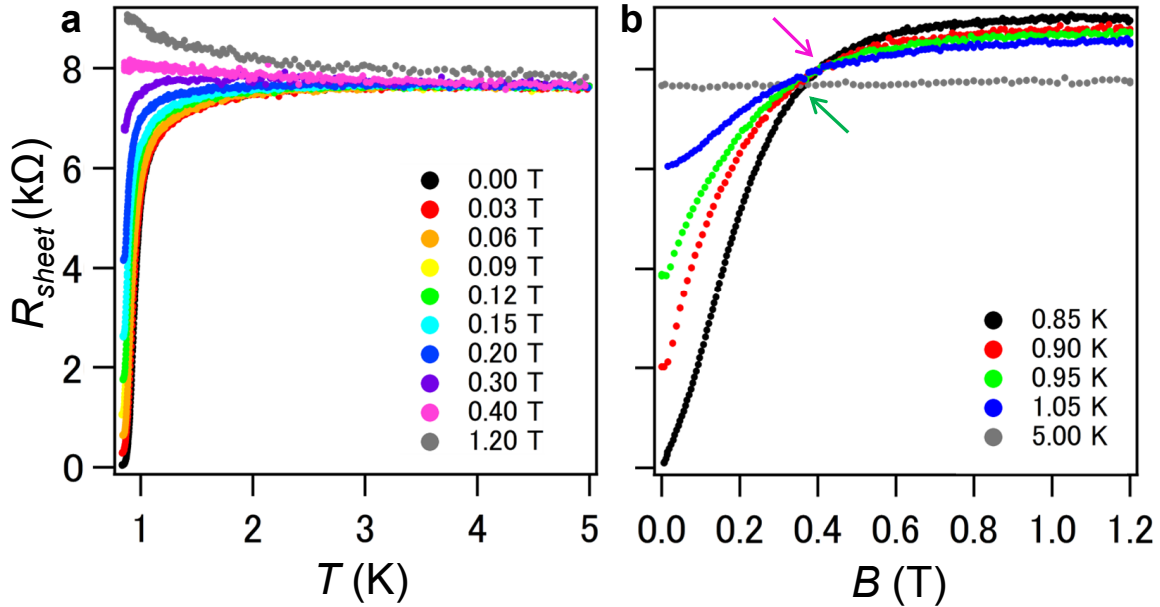 a
b
R_sheet (kΩ)
8
6
4
2
0
0.00 T
0.03 T
0.06 T
0.09 T
0.12 T
0.15 T
0.20 T
0.30 T
0.40 T
1.20 T
1 2 3 4 5
T (K)
0.85 K
0.90 K
0.95 K
1.05 K
5.00 K
0.0 0.2 0.4 0.6 0.8 1.0 1.2
B (T)